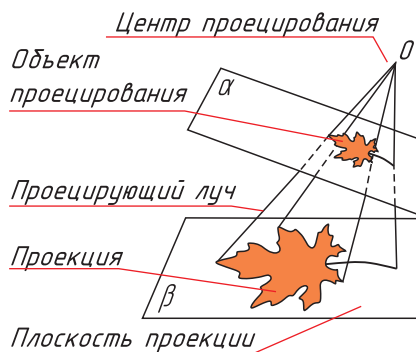 Центр проецирования
O
Объект
проецирования
α
Проецирующий луч
Проекция
β
Плоскость проекции